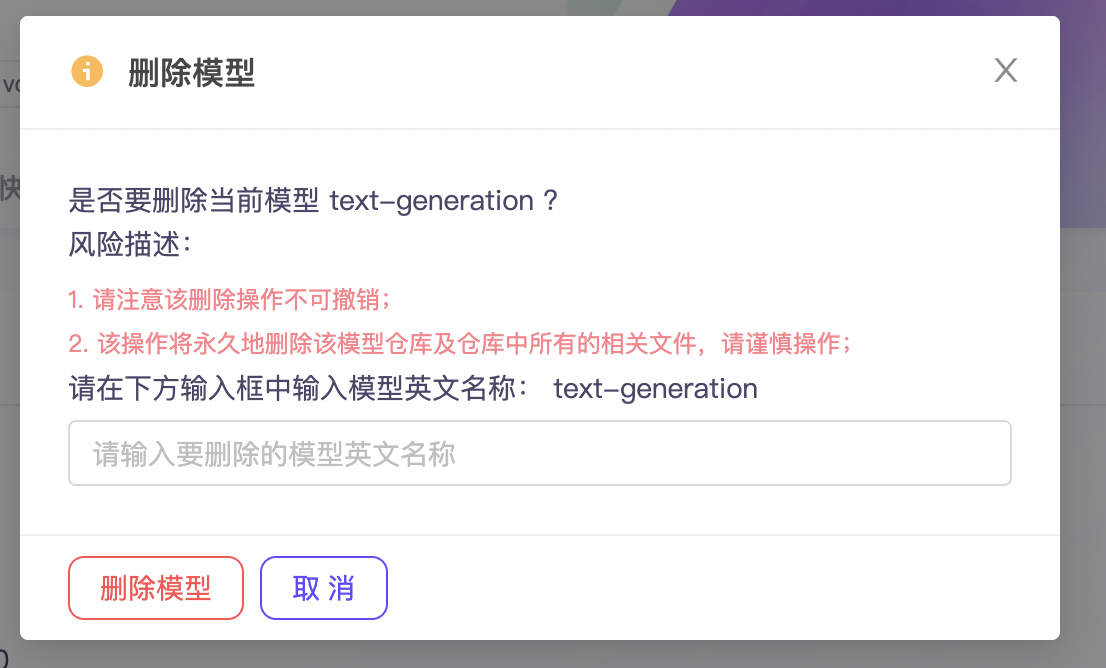 删除模型
是否要删除当前模型 text-generation ?
风险描述：
1. 请注意该删除操作不可撤销；
2. 该操作将永久地删除该模型仓库及仓库中所有的相关文件，请谨慎操作；
请在下方输入框中输入模型英文名称： text-generation
请输入要删除的模型英文名称
删除模型
取 消
快